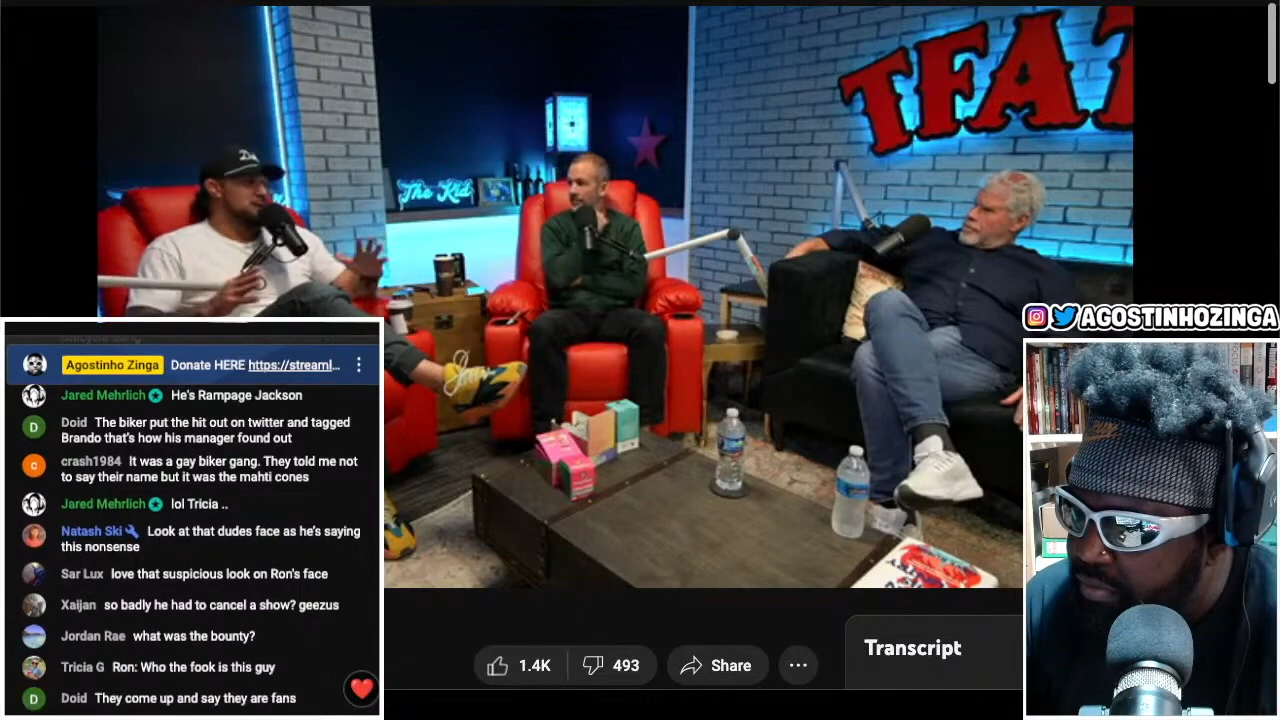 TFAT
The Kid
AGOSTINHOZINGA
Agostinho Zinga Donate HERE https://streaml...
Jared Mehrlich He's Rampage Jackson
Doid The biker put the hit out on twitter and tagged
Brando that's how his manager found out
crash1984 It was a gay biker gang. They told me not
to say their name but it was the mahti cones
Jared Mehrlich lol Tricia ..
Natash Ski Look at that dudes face as he's saying
this nonsense
Sar Lux love that suspicious look on Ron's face
Xaijan so badly he had to cancel a show? geezus
Jordan Rae what was the bounty?
Tricia G Ron: Who the fook is this guy
Doid They come up and say they are fans
1.4K
493
Share
Transcript